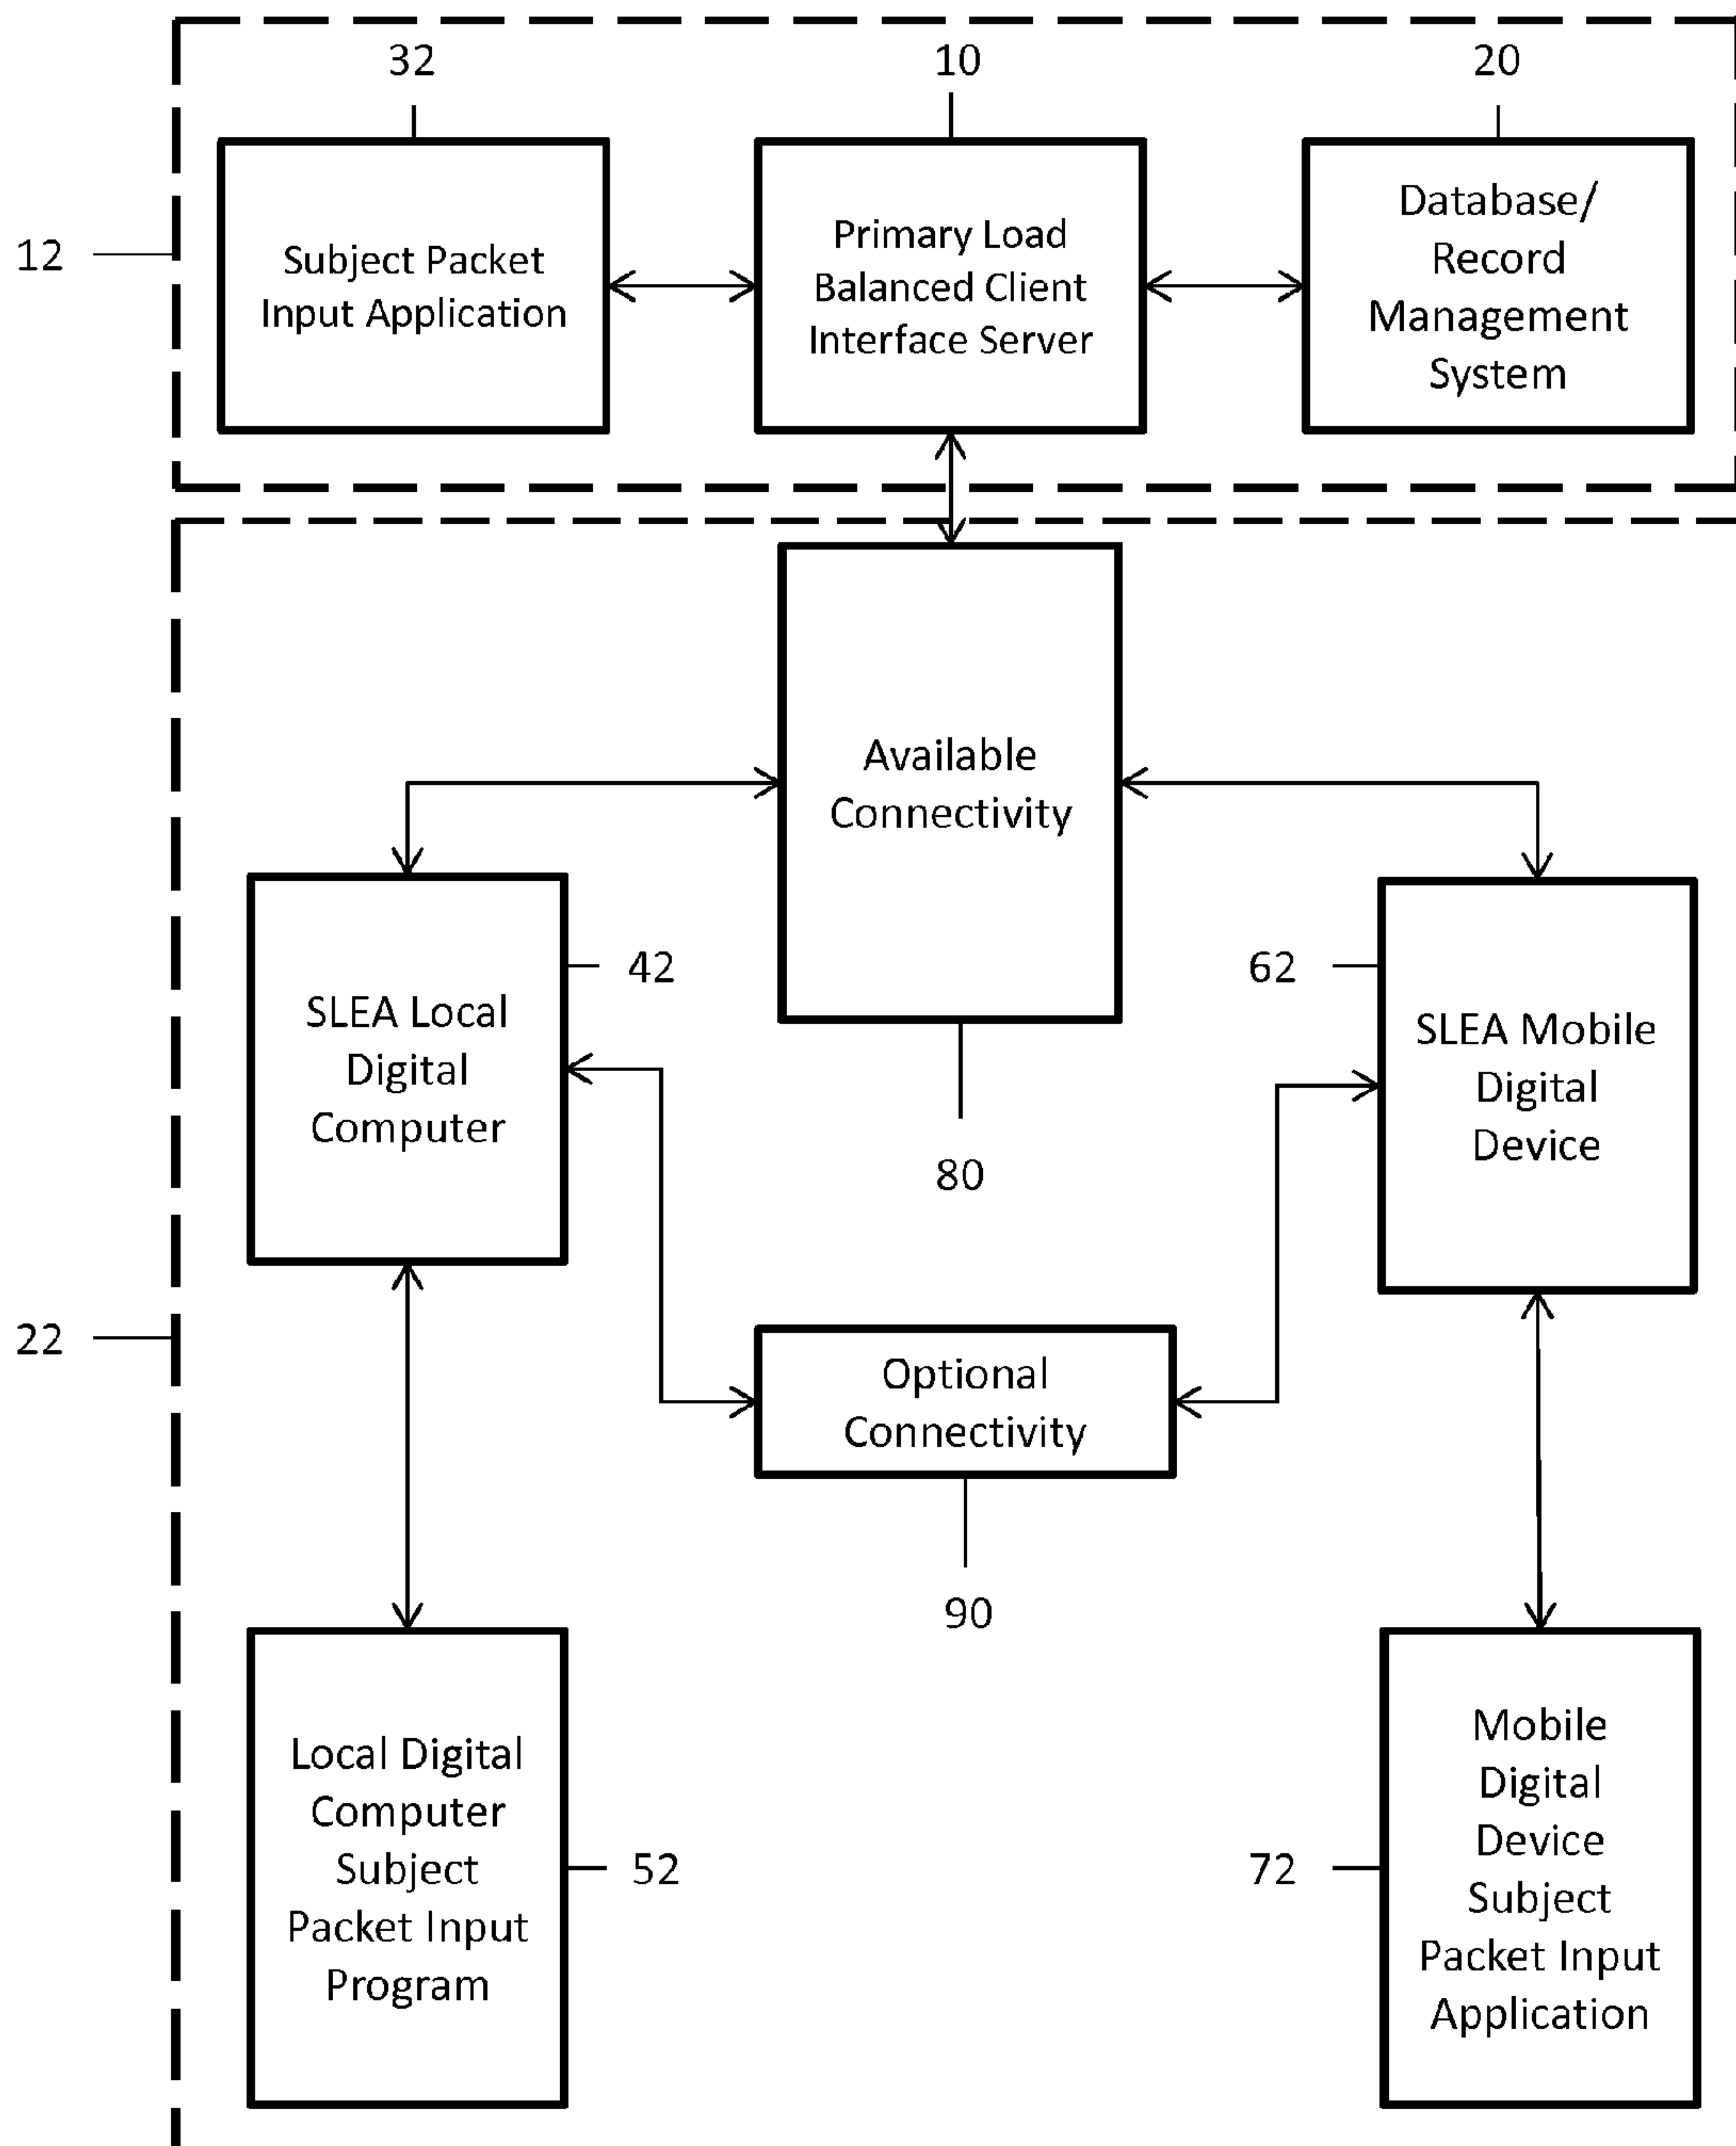 32
10
20
12
Subject Packet
Input Application
Primary Load
Balanced Client
Interface Server
Database/
Record
Management
System
Available
Connectivity
80
SLEA Local
Digital
Computer
42
62
SLEA Mobile
Digital
Device
22
Optional
Connectivity
90
Local Digital
Computer
Subject
Packet Input
Program
52
72
Mobile
Digital
Device
Subject
Packet Input
Application